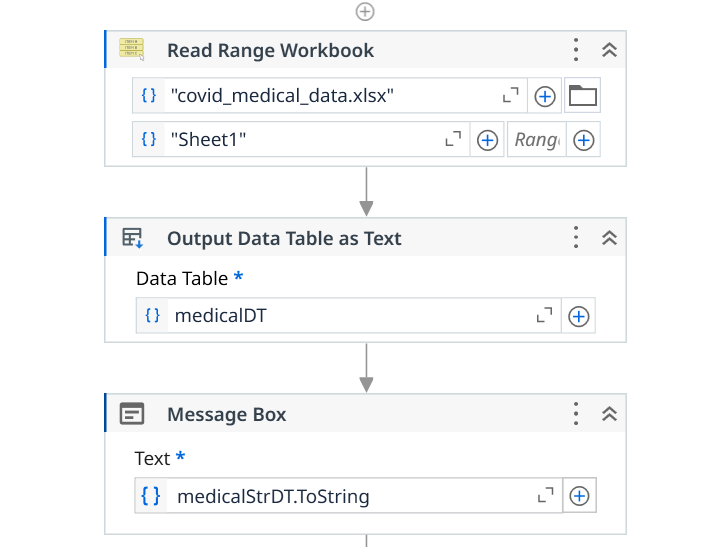 Read Range Workbook
"covid_medical_data.xlsx"
"Sheet1" Rang
Output Data Table as Text
Data Table *
medicalDT
Message Box
Text *
medicalStrDT.ToString